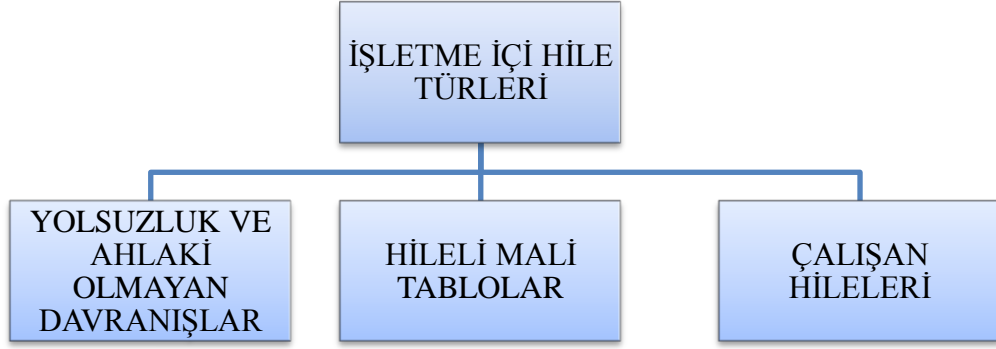 İŞLETME İÇİ HİLE
TÜRLERİ
YOLSUZLUK VE
AHLAKİ
OLMAYAN
DAVRANIŞLAR
HİLELİ MALİ
TABLOLAR
ÇALIŞAN
HİLELERİ